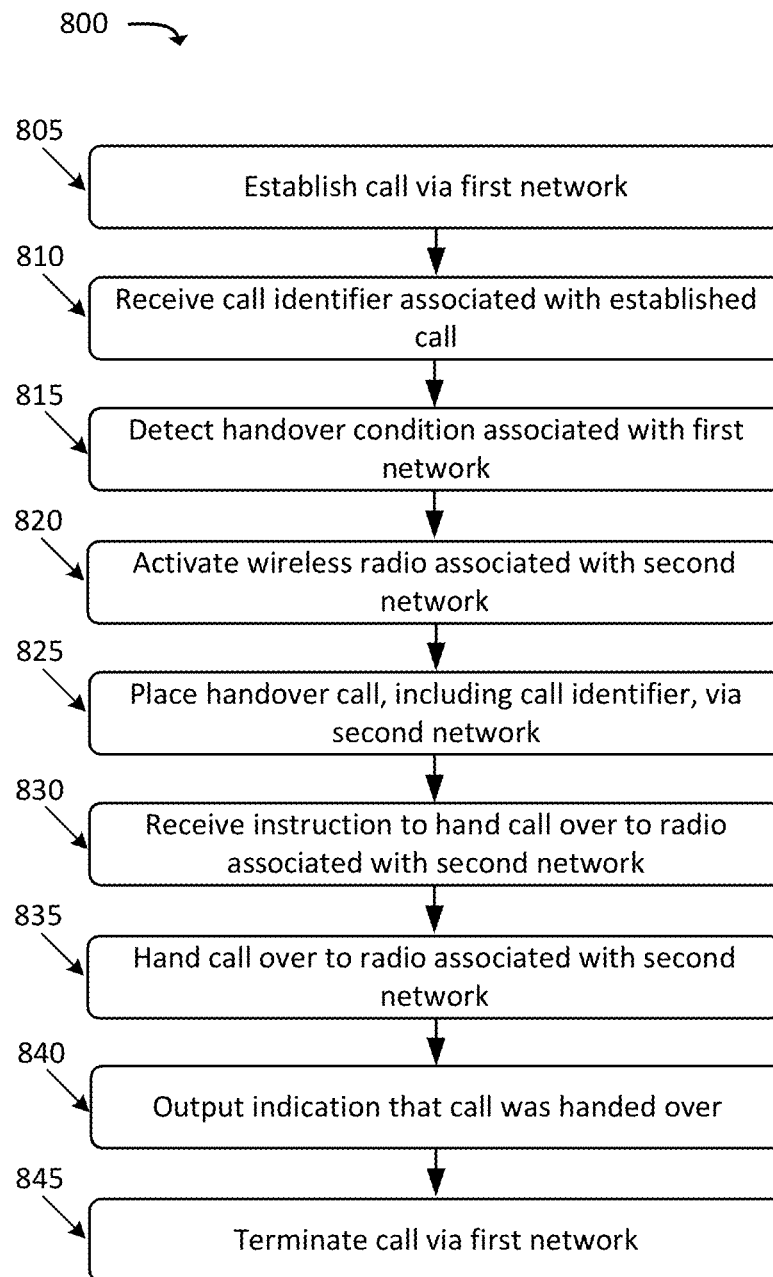 800
805
Establish call via first network
810
Receive call identifier associated with established
call
815
Detect handover condition associated with first
network
820
Activate wireless radio associated with second
network
825
Place handover call, including call identifier, via
second network
830
Receive instruction to hand call over to radio
associated with second network
835
Hand call over to radio associated with second
network
840
Output indication that call was handed over
845
Terminate call via first network